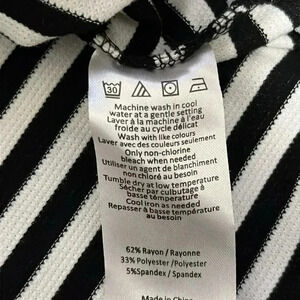 30
Machine wash in cool
water at a gentle setting
Laver à la machine à l'eau
froide au cycle délicat
Wash with like colours
Laver avec des couleurs seulement
Only non-chlorine
bleach when needed
Utiliser un agent de blanchiment
non chloré au besoin
Tumble dry at low temperature
Sécher par culbutage à
basse température
Cool iron as needed
Repasser à basse température
au besoin
62% Rayon / Rayonne
33% Polyester /Polyester
5%Spandex / Spandex
Made in China